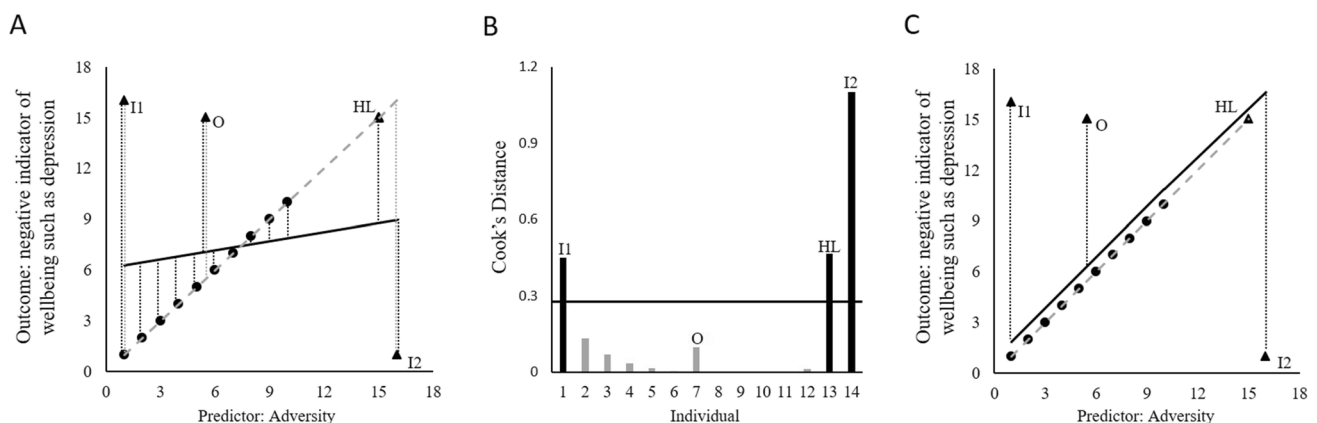 A
18
15
12
9
6
3
0
0
3
6
9
12
15
18
Outcome: negative indicator of
wellbeing such as depression
Predictor: Adversity
I1
O
HL
I2
B
1.2
0.9
0.6
0.3
0
Cook's Distance
1
2
3
4
5
6
7
8
9
10
11
12
13
14
Individual
I1
O
HL
I2
C
18
15
12
9
6
3
0
0
3
6
9
12
15
18
Outcome: negative indicator of
wellbeing such as depression
Predictor: Adversity
I1
O
HL
I2